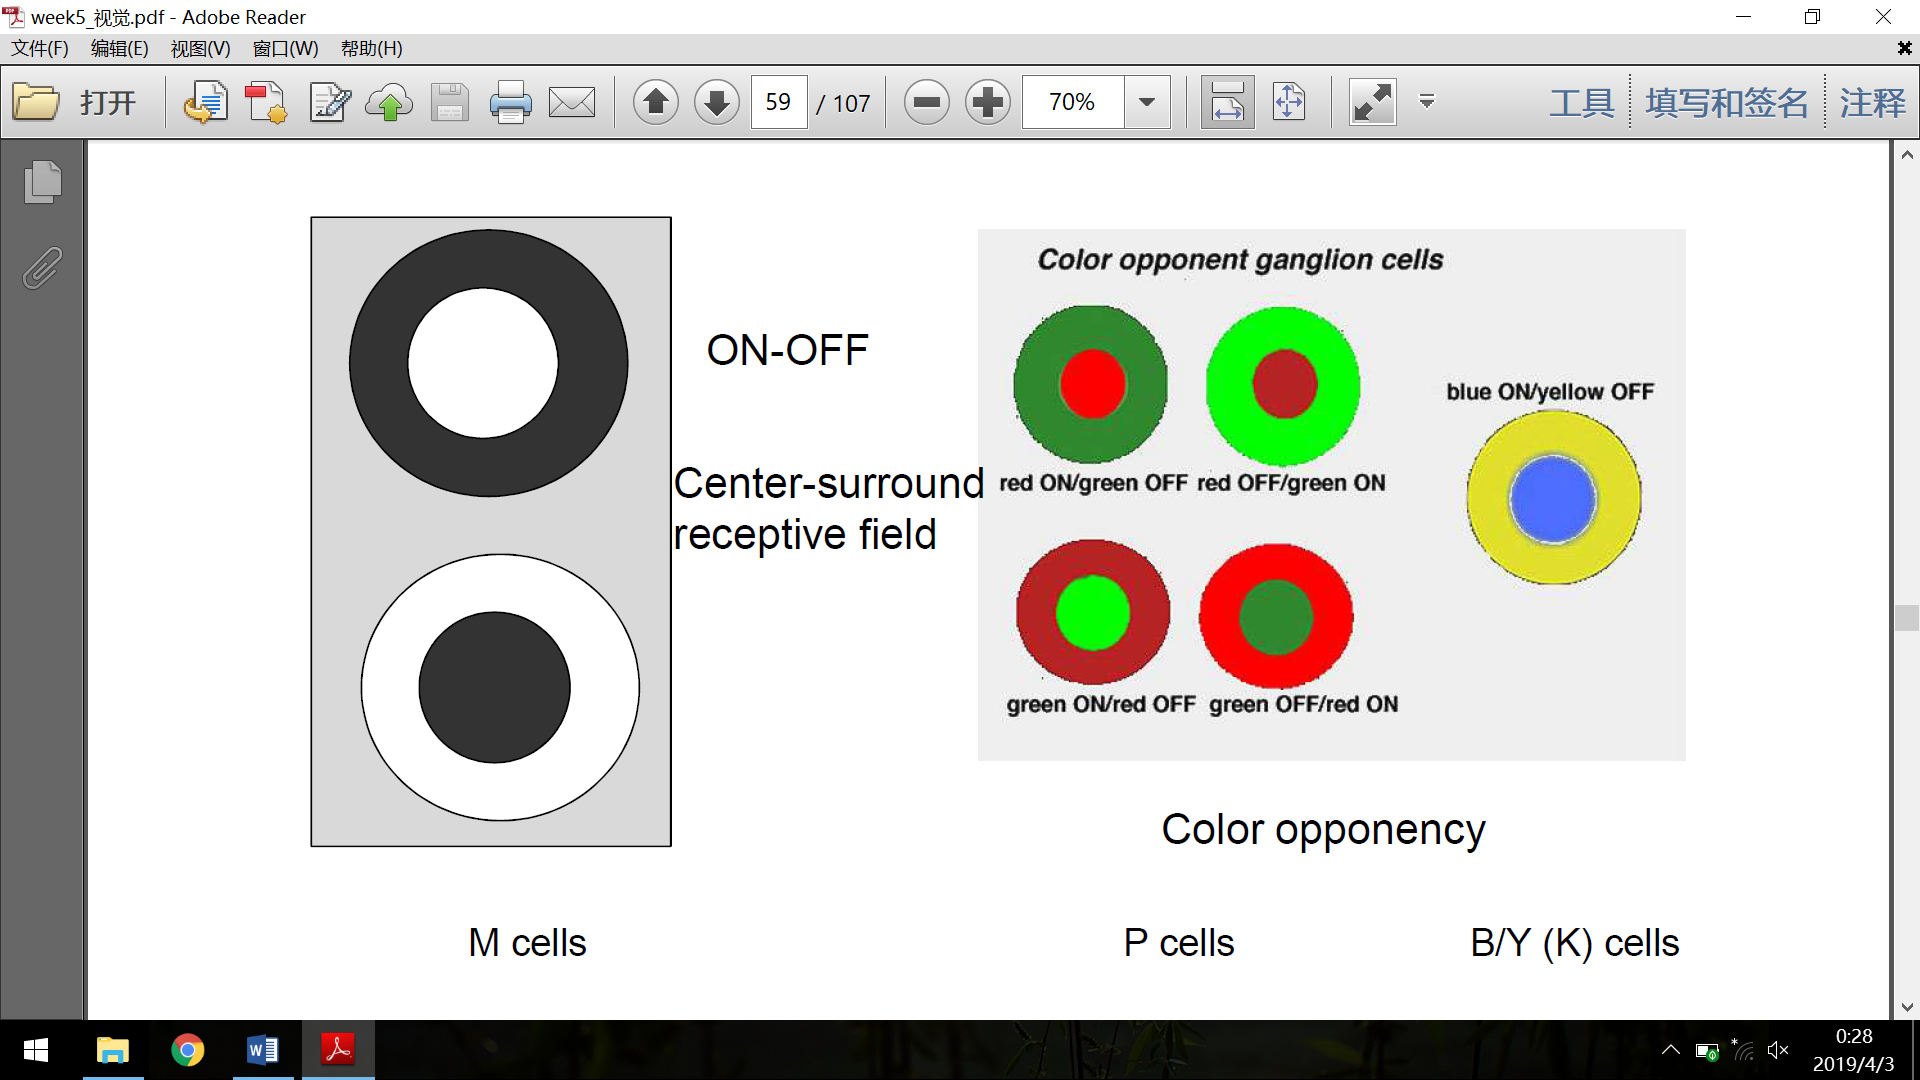 week5_视觉.pdf - Adobe Reader
文件(F) 编辑(E) 视图(V) 窗口(W) 帮助(H)
打开 59 / 107 70% 工具 填写和签名 注释
Color opponent ganglion cells
ON-OFF
blue ON/yellow OFF
Center-surround
receptive field
red ON/green OFF red OFF/green ON
green ON/red OFF green OFF/red ON
Color opponency
M cells P cells B/Y (K) cells
0:28
2019/4/3